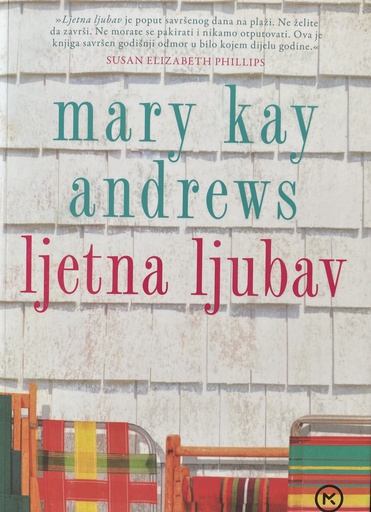 »Ljetna ljubav je poput savršenog dana na plaži. Ne želite
da završi. Ne morate se pakirati i nikamo otputovati. Ova je
knjiga savršen godišnji odmor u bilo kojem dijelu godine.«
SUSAN ELIZABETH PHILLIPS
mary kay
andrews
ljetna ljubav